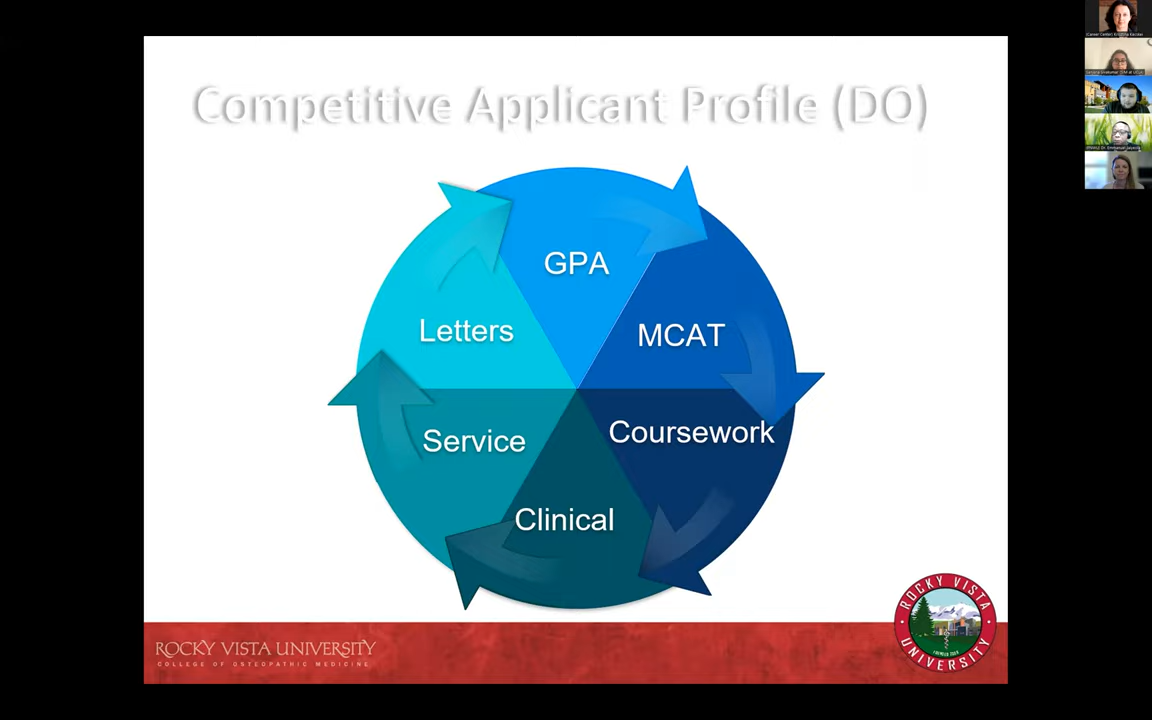 Competitive Applicant Profile (DO)
GPA
MCAT
Letters
Coursework
Service
Clinical
ROCKY VISTA UNIVERSITY
COLLEGE OF OSTEOPATHIC MEDICINE
ROCKY VISTA
UNIVERSITY